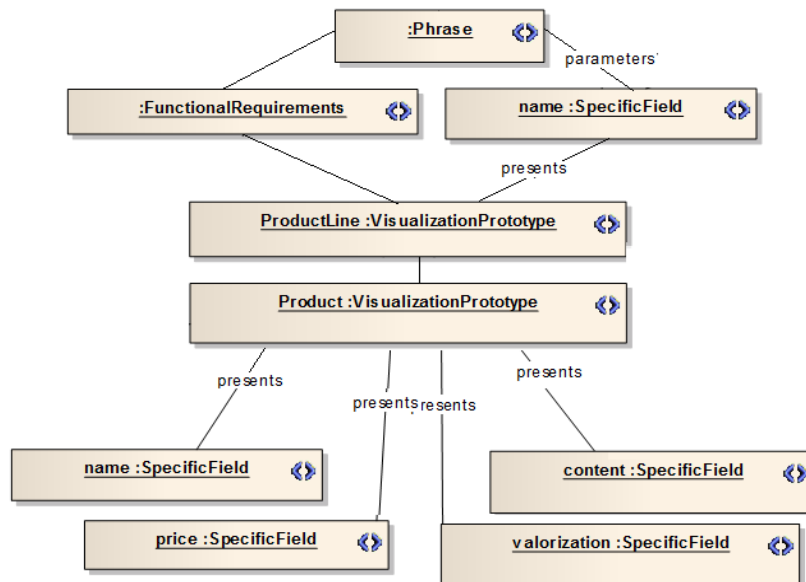 :Phrase
parameters
:FunctionalRequirements
name :SpecificField
presents
ProductLine :VisualizationPrototype
Product :VisualizationPrototype
presents
presents
presents
resents
name :SpecificField
content :SpecificField
price :SpecificField
valorization :SpecificField